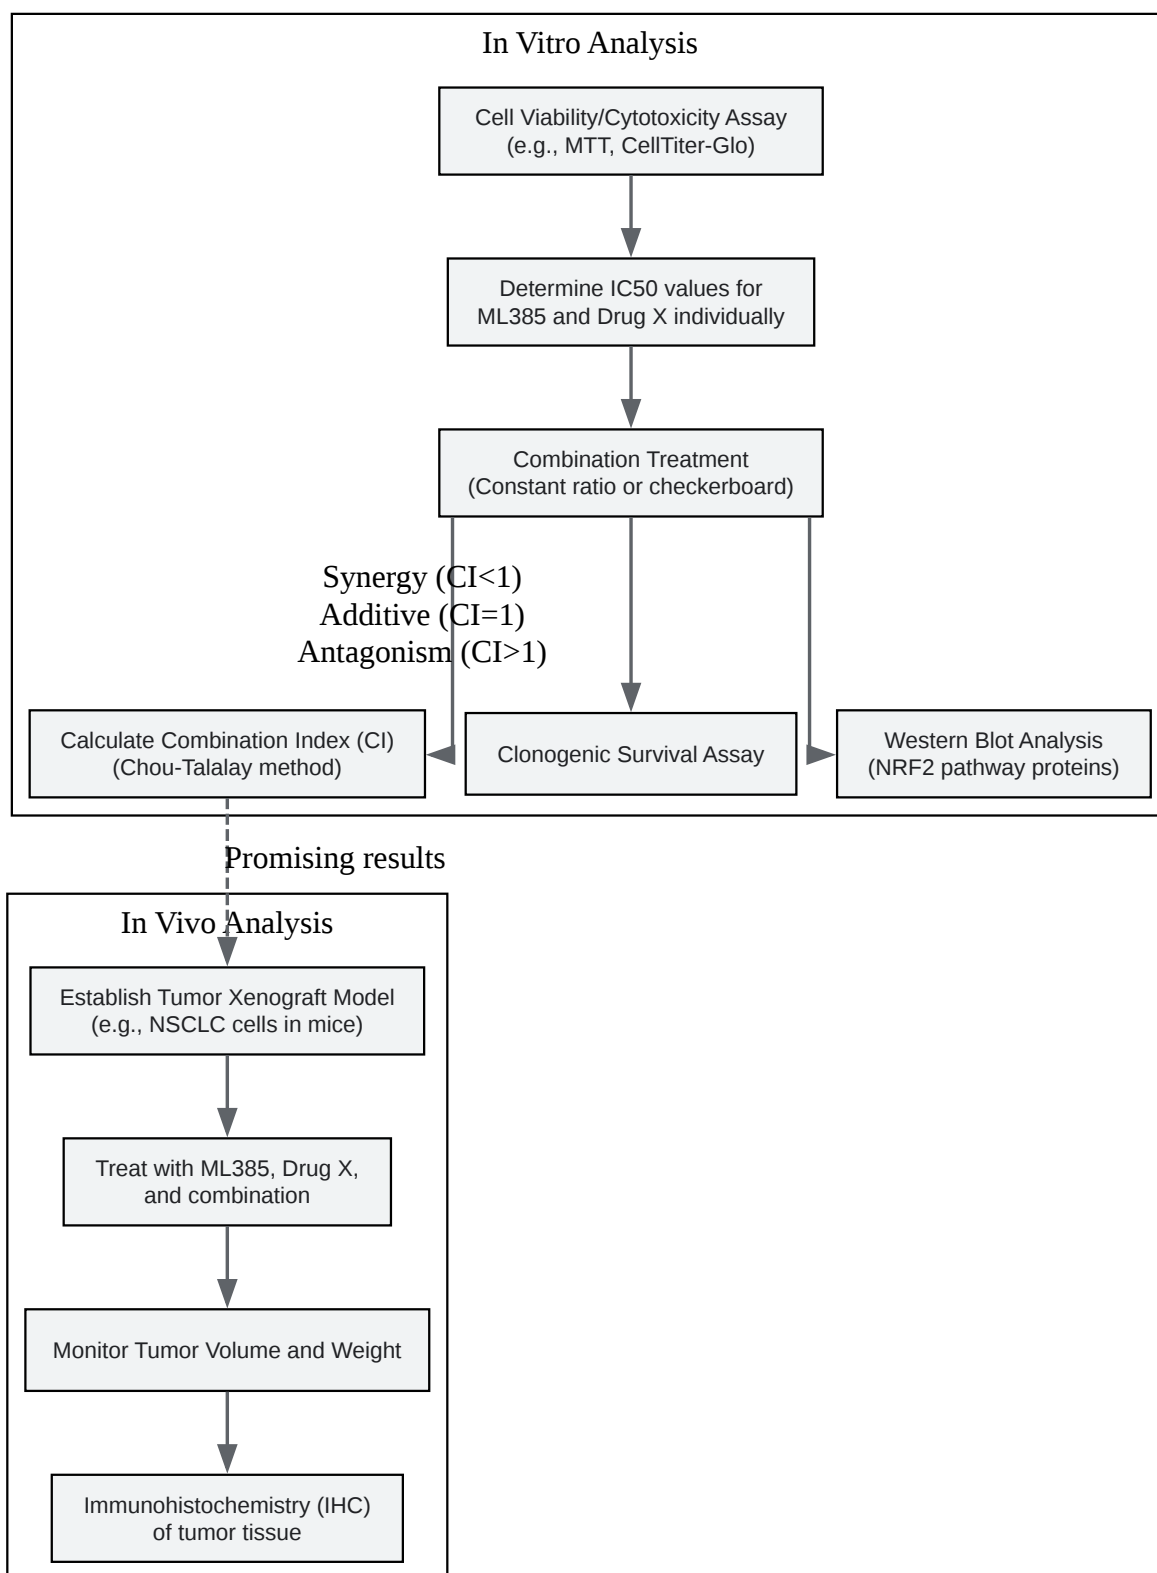 In Vitro Analysis
Cell Viability/Cytotoxicity Assay
(e.g., MTT, CellTiter-Glo)
Determine IC50 values for
ML385 and Drug X individually
Combination Treatment
(Constant ratio or checkerboard)
Synergy (CI<1)
Additive (CI=1)
Antagonism (CI>1)
Calculate Combination Index (CI)
(Chou-Talalay method)
Clonogenic Survival Assay
Western Blot Analysis
(NRF2 pathway proteins)
Promising results
In Vivo Analysis
Establish Tumor Xenograft Model
(e.g., NSCLC cells in mice)
Treat with ML385, Drug X,
and combination
Monitor Tumor Volume and Weight
Immunohistochemistry (IHC)
of tumor tissue